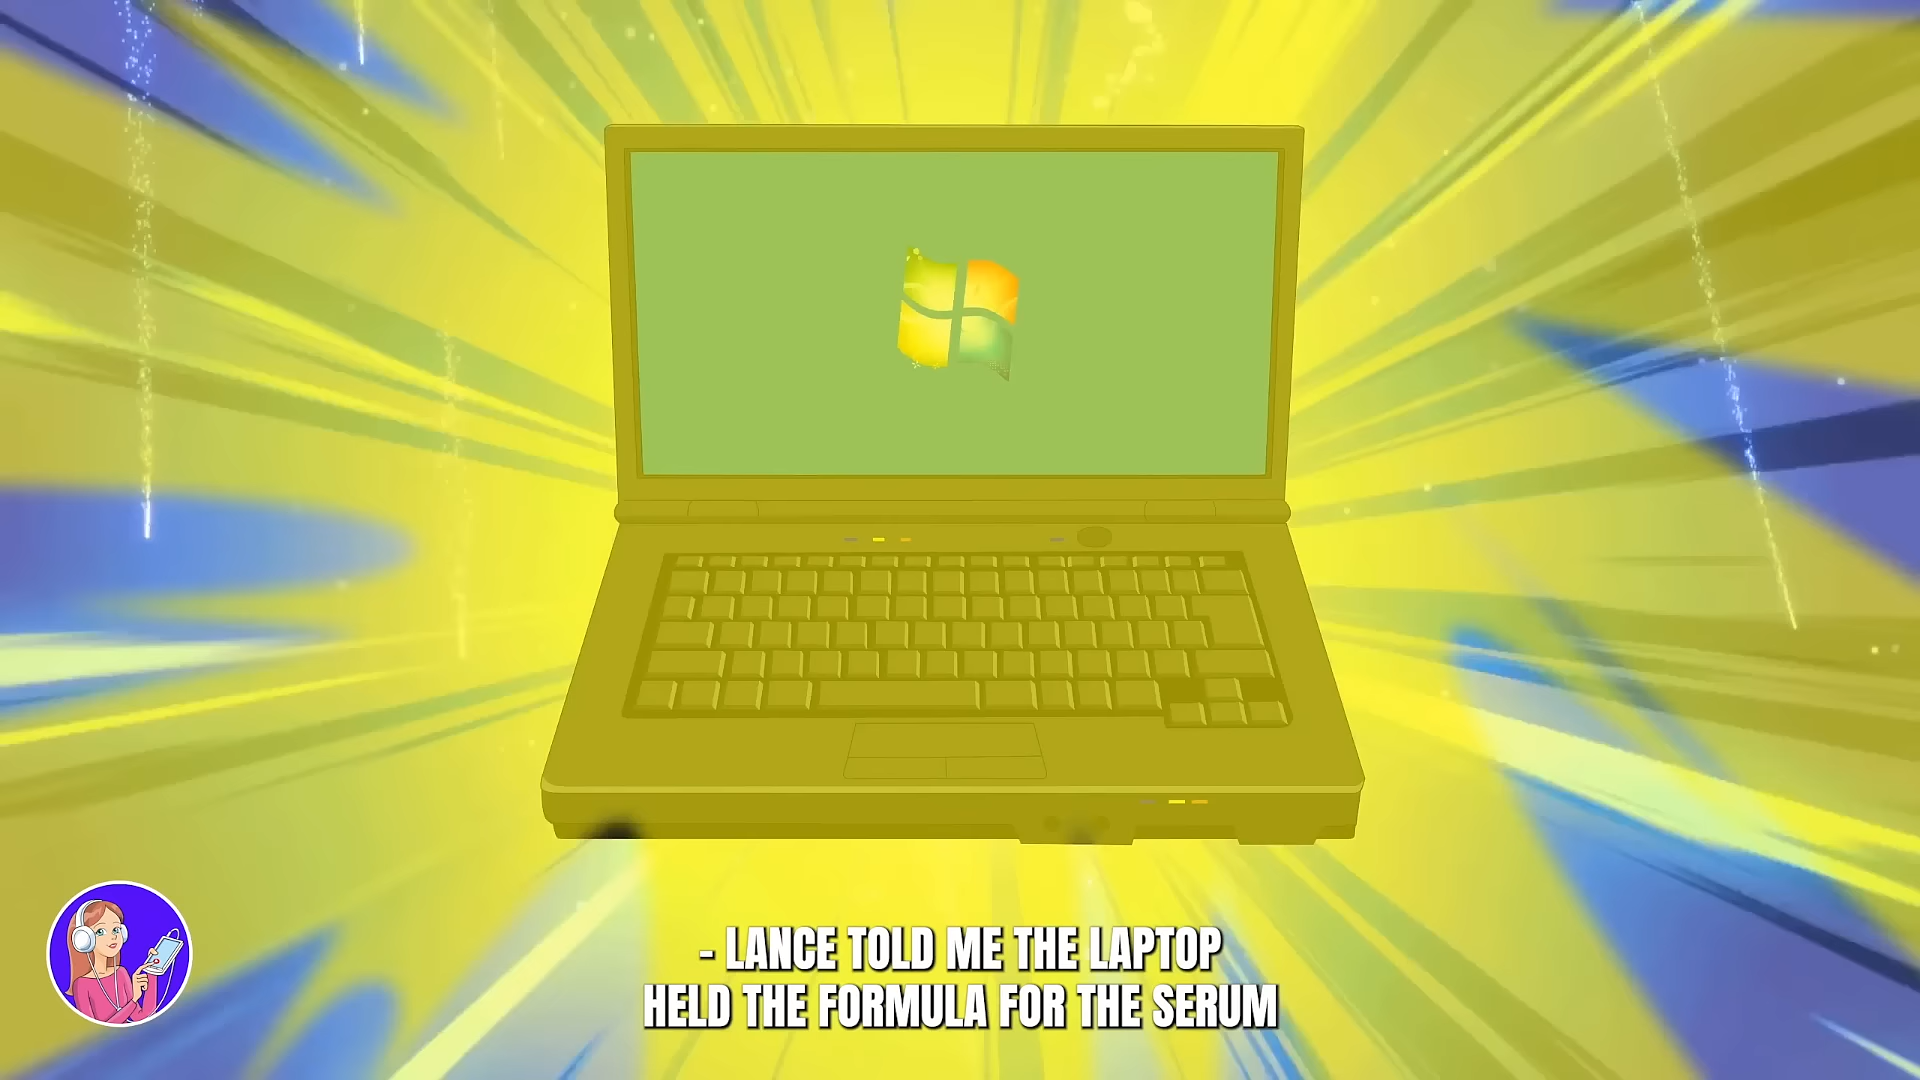 - LANCE TOLD ME THE LAPTOP
HELD THE FORMULA FOR THE SERUM